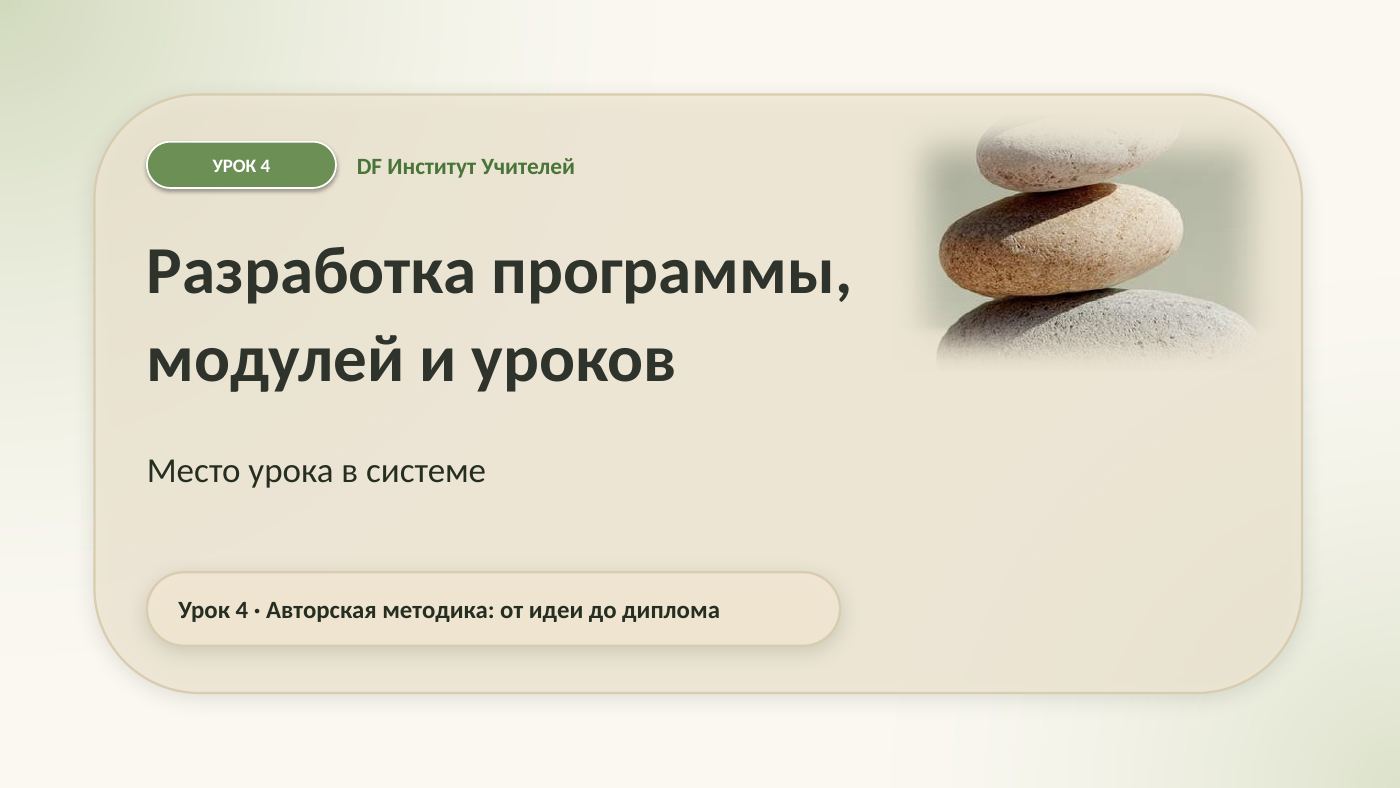 УРОК 4
DF Институт Учителей
Разработка программы,
модулей и уроков
Место урока в системе
Урок 4 · Авторская методика: от идеи до диплома